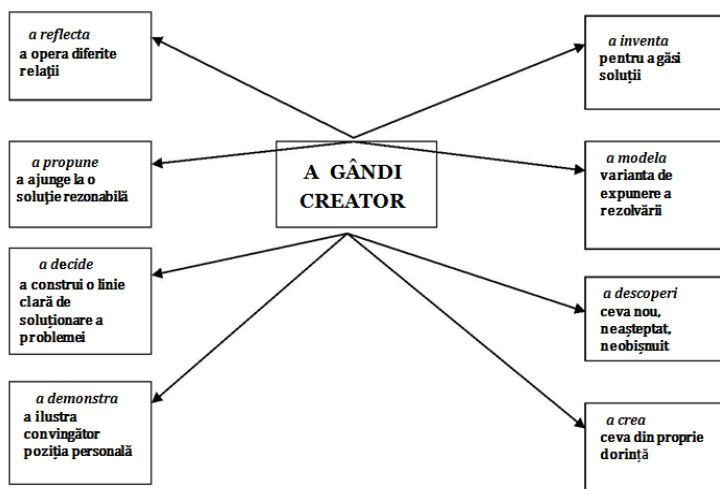 a reflecta
a opera diferite
relații
a propune
a ajunge la o
soluție rezonabilă
a decide
a construi o linie
clară de
soluționare a
problemei
a demonstra
a ilustra
convingător
poziția personală
A GÂNDI
CREATOR
a inventa
pentru a găsi
soluții
a modela
varianta de
expunere a
rezolvării
a descoperi
ceva nou,
neașteptat,
neobișnuit
a crea
ceva din proprie
dorință